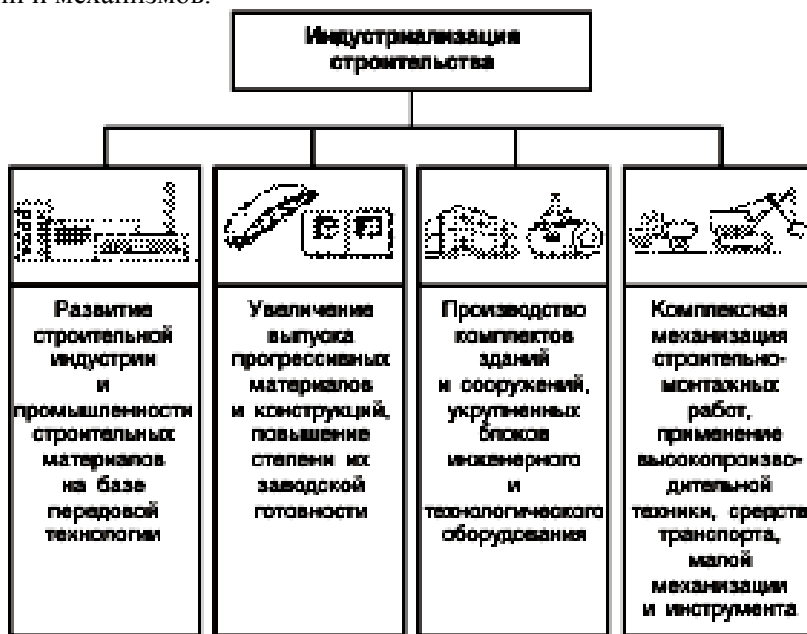 и механизмов.
Индустриализация
строительства
Развитие
строительной
индустрии
и
промышленности
строительных
материалов
на базе
передовой
технологии
Увеличение
выпуска
прогрессивных
материалов
и конструкций,
повышение
степени их
заводской
готовности
Производство
комплектов
зданий
и сооружений,
укрупненных
блоков
инженерного
и
технологического
оборудования
Комплексная
механизация
строительно-
монтажных
работ,
применение
высокопроизво-
дительной
техники, средств
транспорта,
малой
механизации
и инструмента